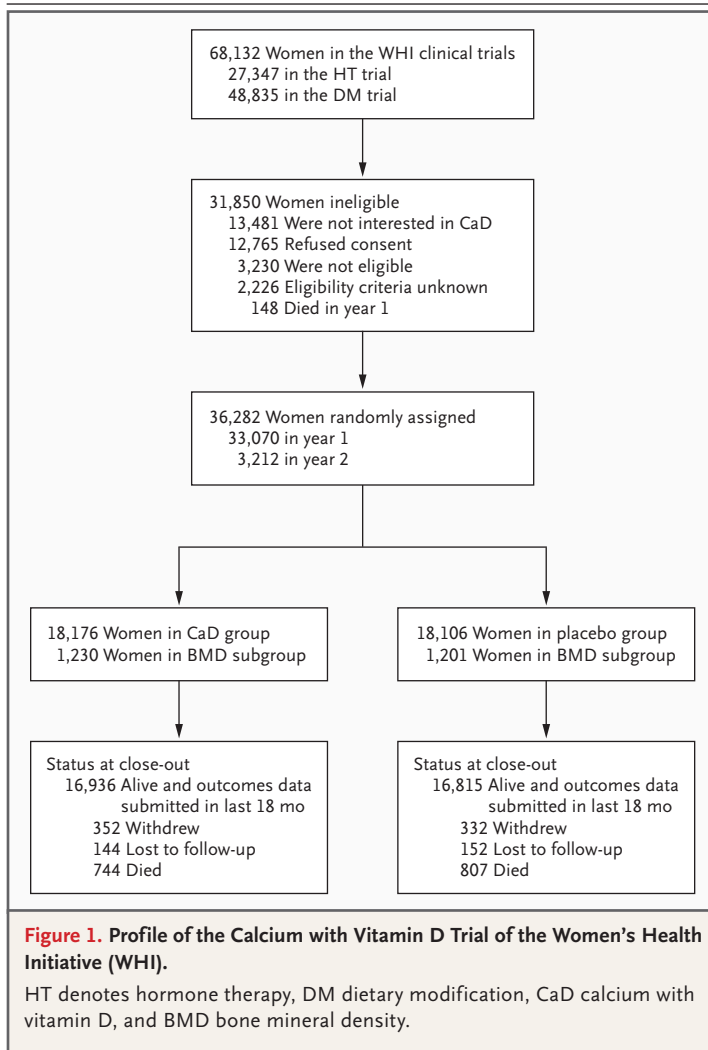 68,132 Women in the WHI clinical trials
27,347 in the HT trial
48,835 in the DM trial
31,850 Women ineligible
13,481 Were not interested in CaD
12,765 Refused consent
3,230 Were not eligible
2,226 Eligibility criteria unknown
148 Died in year 1
36,282 Women randomly assigned
33,070 in year 1
3,212 in year 2
18,176 Women in CaD group
1,230 Women in BMD subgroup
18,106 Women in placebo group
1,201 Women in BMD subgroup
Status at close-out
16,936 Alive and outcomes data
submitted in last 18 mo
352 Withdrew
144 Lost to follow-up
744 Died
Status at close-out
16,815 Alive and outcomes data
submitted in last 18 mo
332 Withdrew
152 Lost to follow-up
807 Died
Figure 1. Profile of the Calcium with Vitamin D Trial of the Women's Health
Initiative (WHI).
HT denotes hormone therapy, DM dietary modification, CaD calcium with
vitamin D, and BMD bone mineral density.